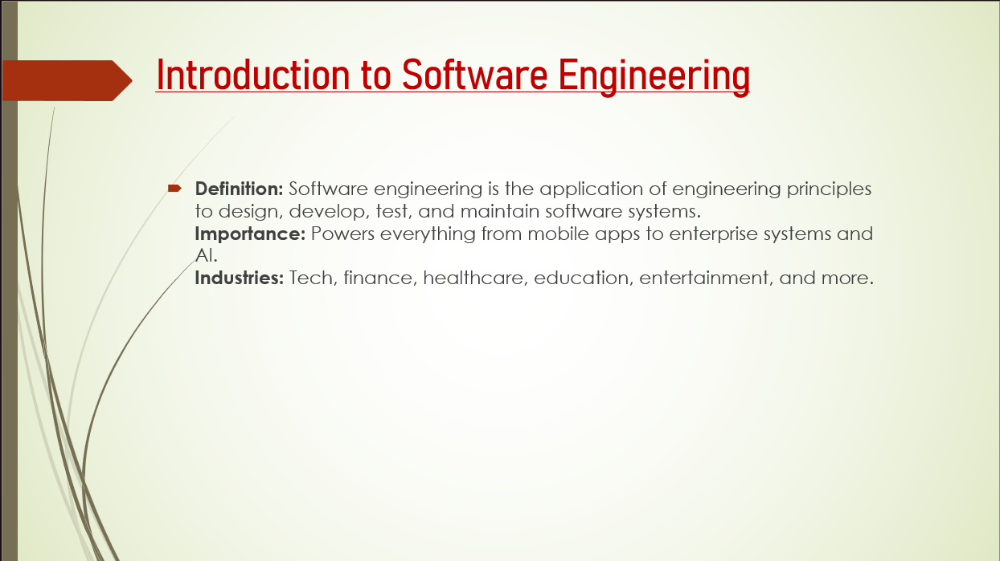 Introduction to Software Engineering
Definition: Software engineering is the application of engineering principles
to design, develop, test, and maintain software systems.
Importance: Powers everything from mobile apps to enterprise systems and
AI.
Industries: Tech, finance, healthcare, education, entertainment, and more.